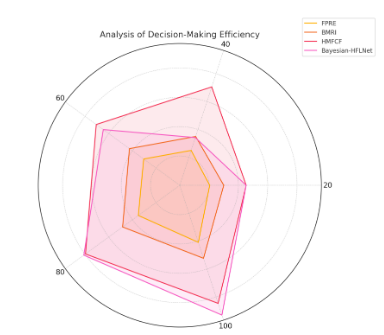 Analysis of Decision-Making Efficiency
FPRE
BMRI
HMFCF
Bayesian-HFLNet
40
60
20
80
100